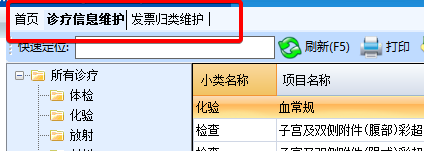 首页 诊疗信息维护 发票归类维护
快速定位: 刷新(F5) 打印
所有诊疗
体检
化验
放射
小类名称 项目名称
化验 血常规
检查 子宫及双侧附件(腹部)彩超